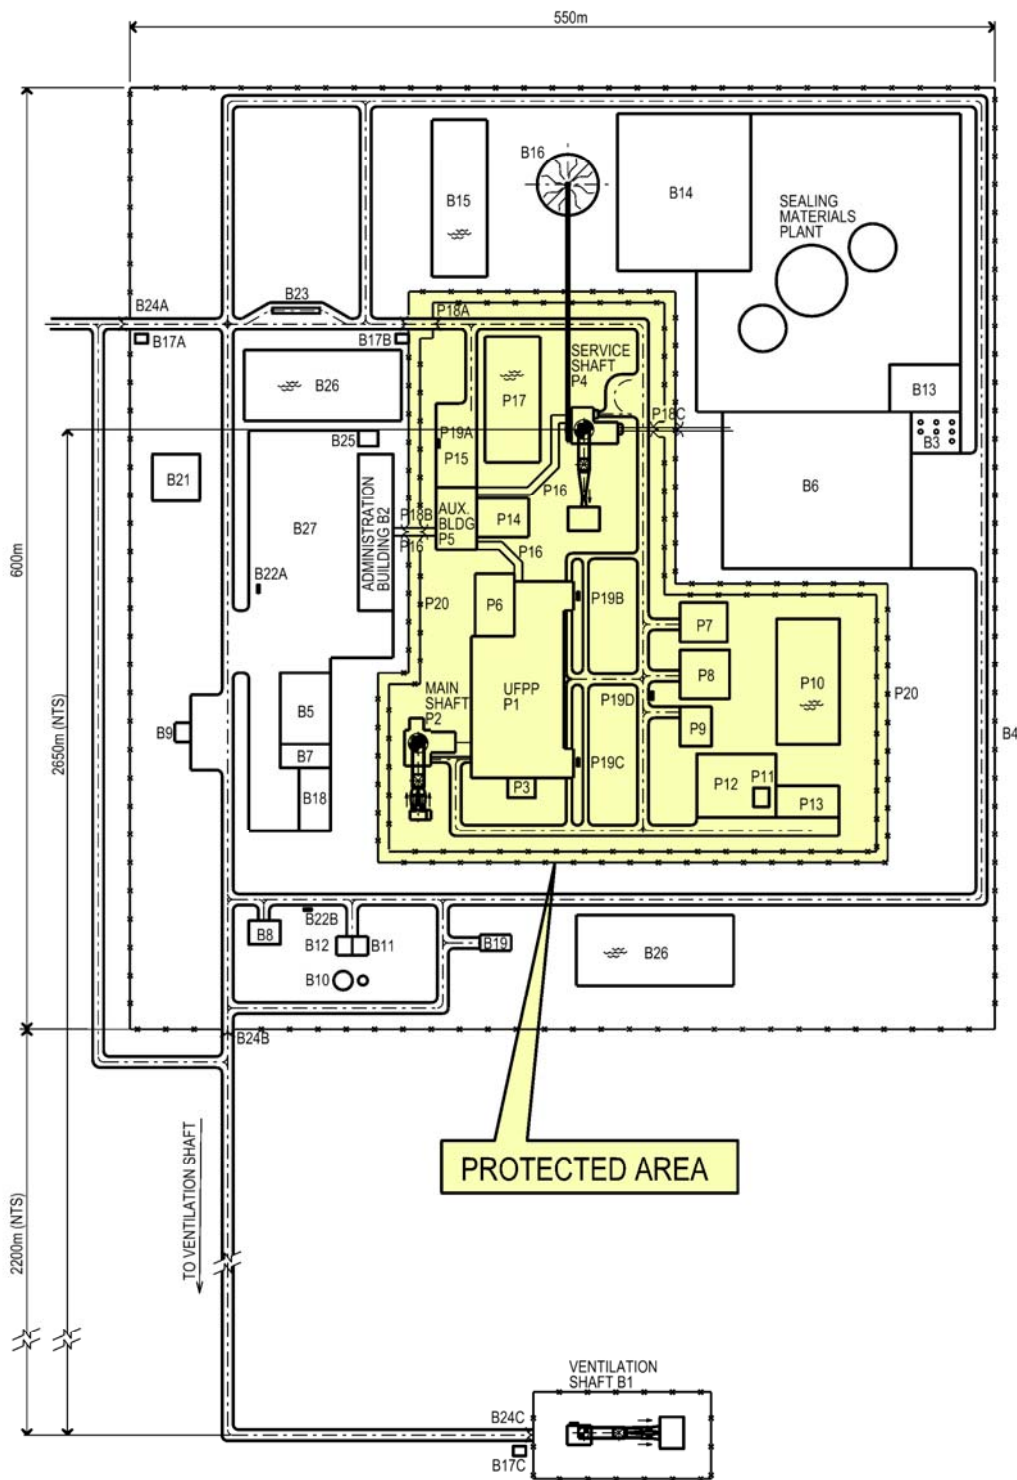 550m
B16
B15
B14
SEALING
MATERIALS
PLANT
B24A
B23
P18A
B17A
B17B
SERVICE
SHAFT
P4
B26
P17
B13
P18C
B25
P19A
B3
P15
B21
B6
P16
ADMINISTRATION
BUILDING B2
P18B
AUX.
BLDG
P5
P14
B27
P16
P16
600m
B22A
P6
P19B
P20
P7
P8
MAIN
SHAFT
P2
UFPP
P1
P10
P20
B5
P19D
B9
P9
B4
2650m (NTS)
B7
P19C
P12
P11
P3
B18
P13
B22B
B8
B12
B11
B19
B26
B10
B24B
PROTECTED AREA
TO VENTILATION SHAFT
2200m (NTS)
VENTILATION
SHAFT B1
B24C
B17C